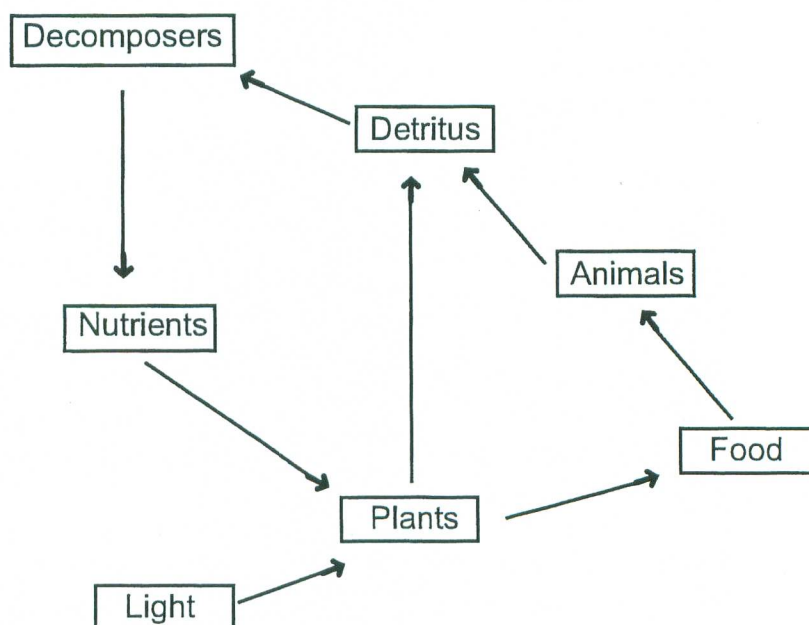 Decomposers
Detritus
Animals
Nutrients
Food
Plants
Light